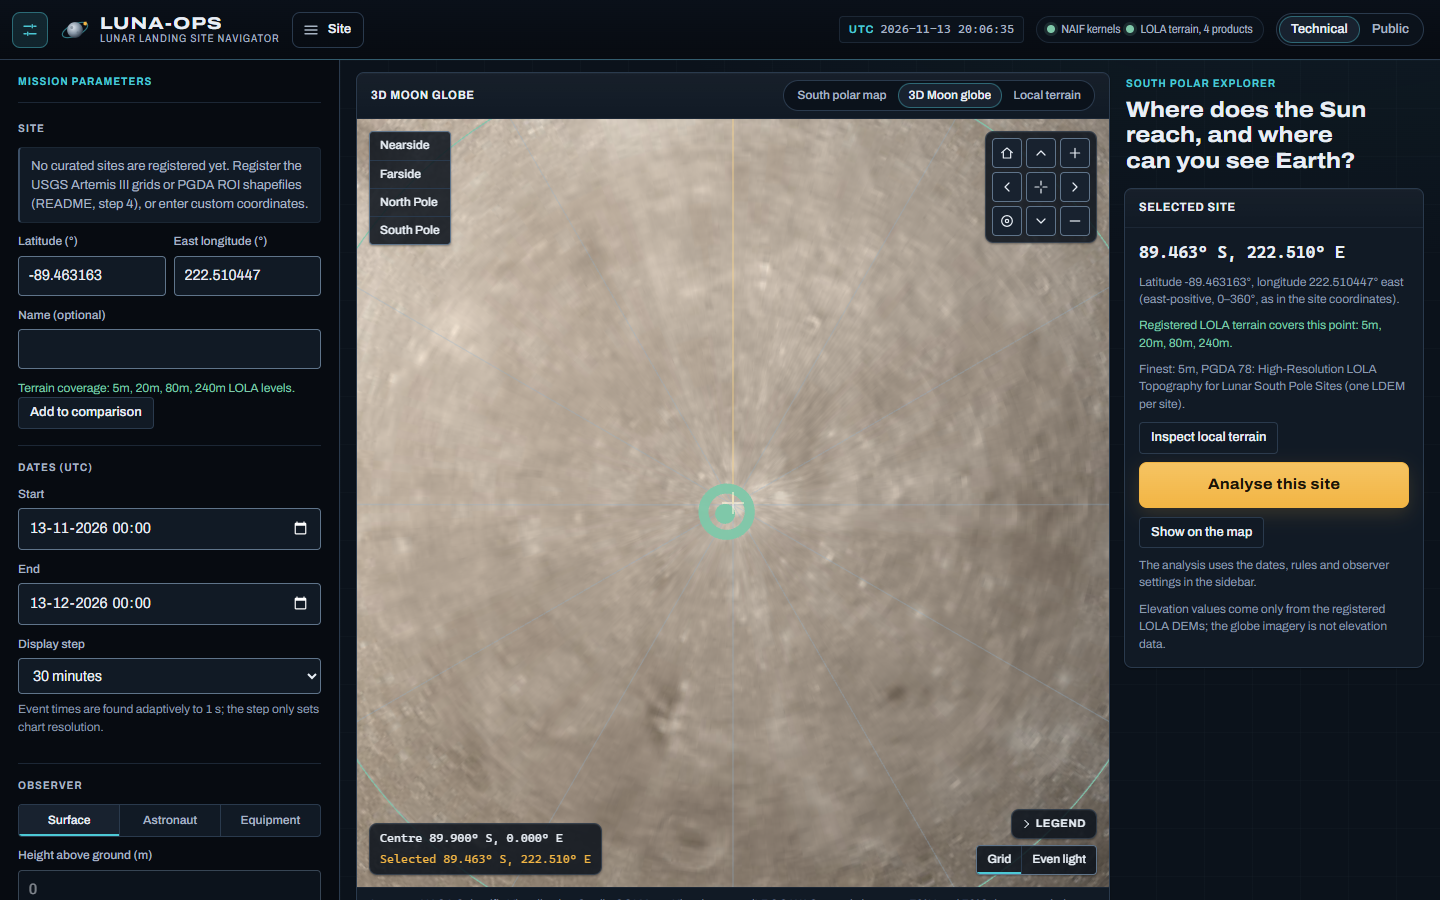 LUNA-OPS
LUNAR LANDING SITE NAVIGATOR
Site
UTC 2026-11-13 20:06:35
NAIF kernels
LOLA terrain, 4 products
Technical
Public
MISSION PARAMETERS
SITE
No curated sites are registered yet. Register the
USGS Artemis III grids or PGDA ROI shapefiles
(README, step 4), or enter custom coordinates.
Latitude (°)
East longitude (°)
-89.463163
222.510447
Name (optional)
Terrain coverage: 5m, 20m, 80m, 240m LOLA levels.
Add to comparison
DATES (UTC)
Start
13-11-2026 00:00
End
13-12-2026 00:00
Display step
30 minutes
Event times are found adaptively to 1 s; the step only sets
chart resolution.
OBSERVER
Surface
Astronaut
Equipment
Height above ground (m)
0
3D MOON GLOBE
South polar map
3D Moon globe
Local terrain
Nearside
Farside
North Pole
South Pole
Centre 89.900° S, 0.000° E
Selected 89.463° S, 222.510° E
LEGEND
Grid
Even light
SOUTH POLAR EXPLORER
Where does the Sun
reach, and where
can you see Earth?
SELECTED SITE
89.463° S, 222.510° E
Latitude -89.463163°, longitude 222.510447° east
(east-positive, 0–360°, as in the site coordinates).
Registered LOLA terrain covers this point: 5m,
20m, 80m, 240m.
Finest: 5m, PGDA 78: High-Resolution LOLA
Topography for Lunar South Pole Sites (one LDEM
per site).
Inspect local terrain
Analyse this site
Show on the map
The analysis uses the dates, rules and observer
settings in the sidebar.
Elevation values come only from the registered
LOLA DEMs; the globe imagery is not elevation
data.